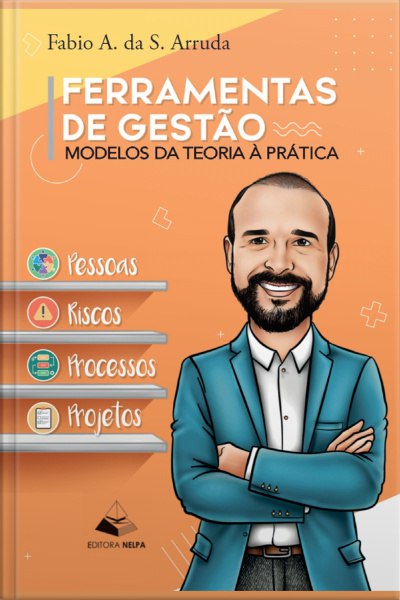 Fabio A. da S. Arruda
FERRAMENTAS
DE GESTÃO
MODELOS DA TEORIA À PRÁTICA
Pessoas
Riscos
Processos
Projetos
EDITORA NELPA